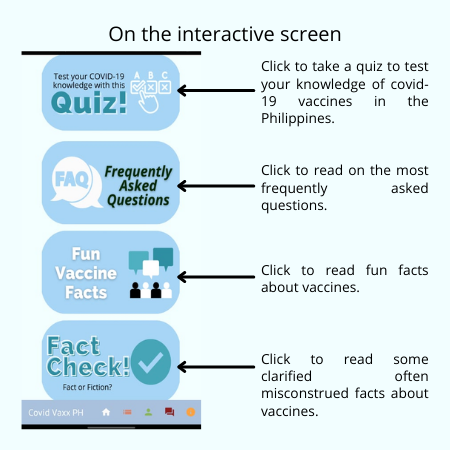 On the interactive screen
Test your COVID-19
knowledge with this
Quiz!
A B C
Click to take a quiz to test
your knowledge of covid-
19 vaccines in the
Philippines.
FAQ
Frequently
Asked
Questions
Click to read on the most
frequently asked
questions.
Fun
Vaccine
Facts
Click to read fun facts
about vaccines.
Fact
Check!
Fact or Fiction?
Click to read some
clarified often
misconstrued facts about
vaccines.
Covid Vaxx PH